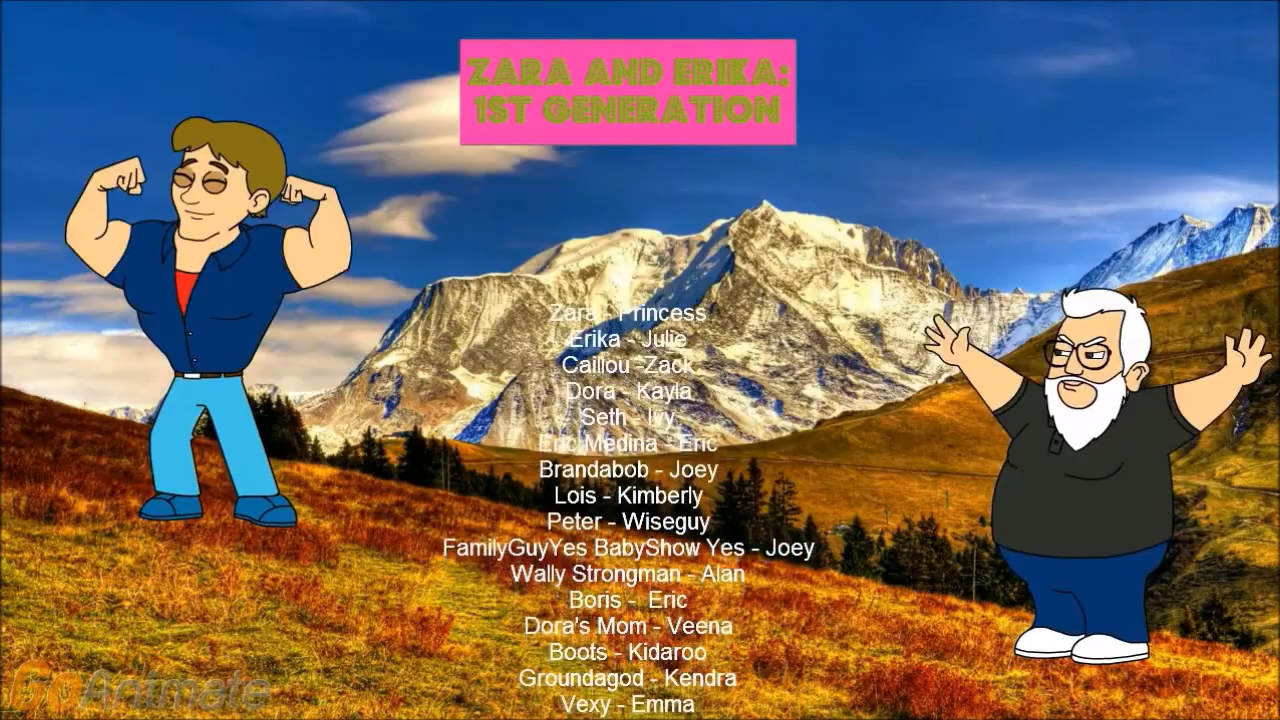 ZARA AND ERIKA:
1ST GENERATION
Zara - Princess
Erika - Julie
Caillou -Zack
Dora - Kayla
Seth - Ivy
Eric Medina - Eric
Brandabob - Joey
Lois - Kimberly
Peter - Wiseguy
FamilyGuyYes BabyShow Yes - Joey
Wally Strongman - Alan
Boris -  Eric
Dora's Mom - Veena
Boots - Kidaroo
Groundagod - Kendra
Vexy - Emma
GoAnimate